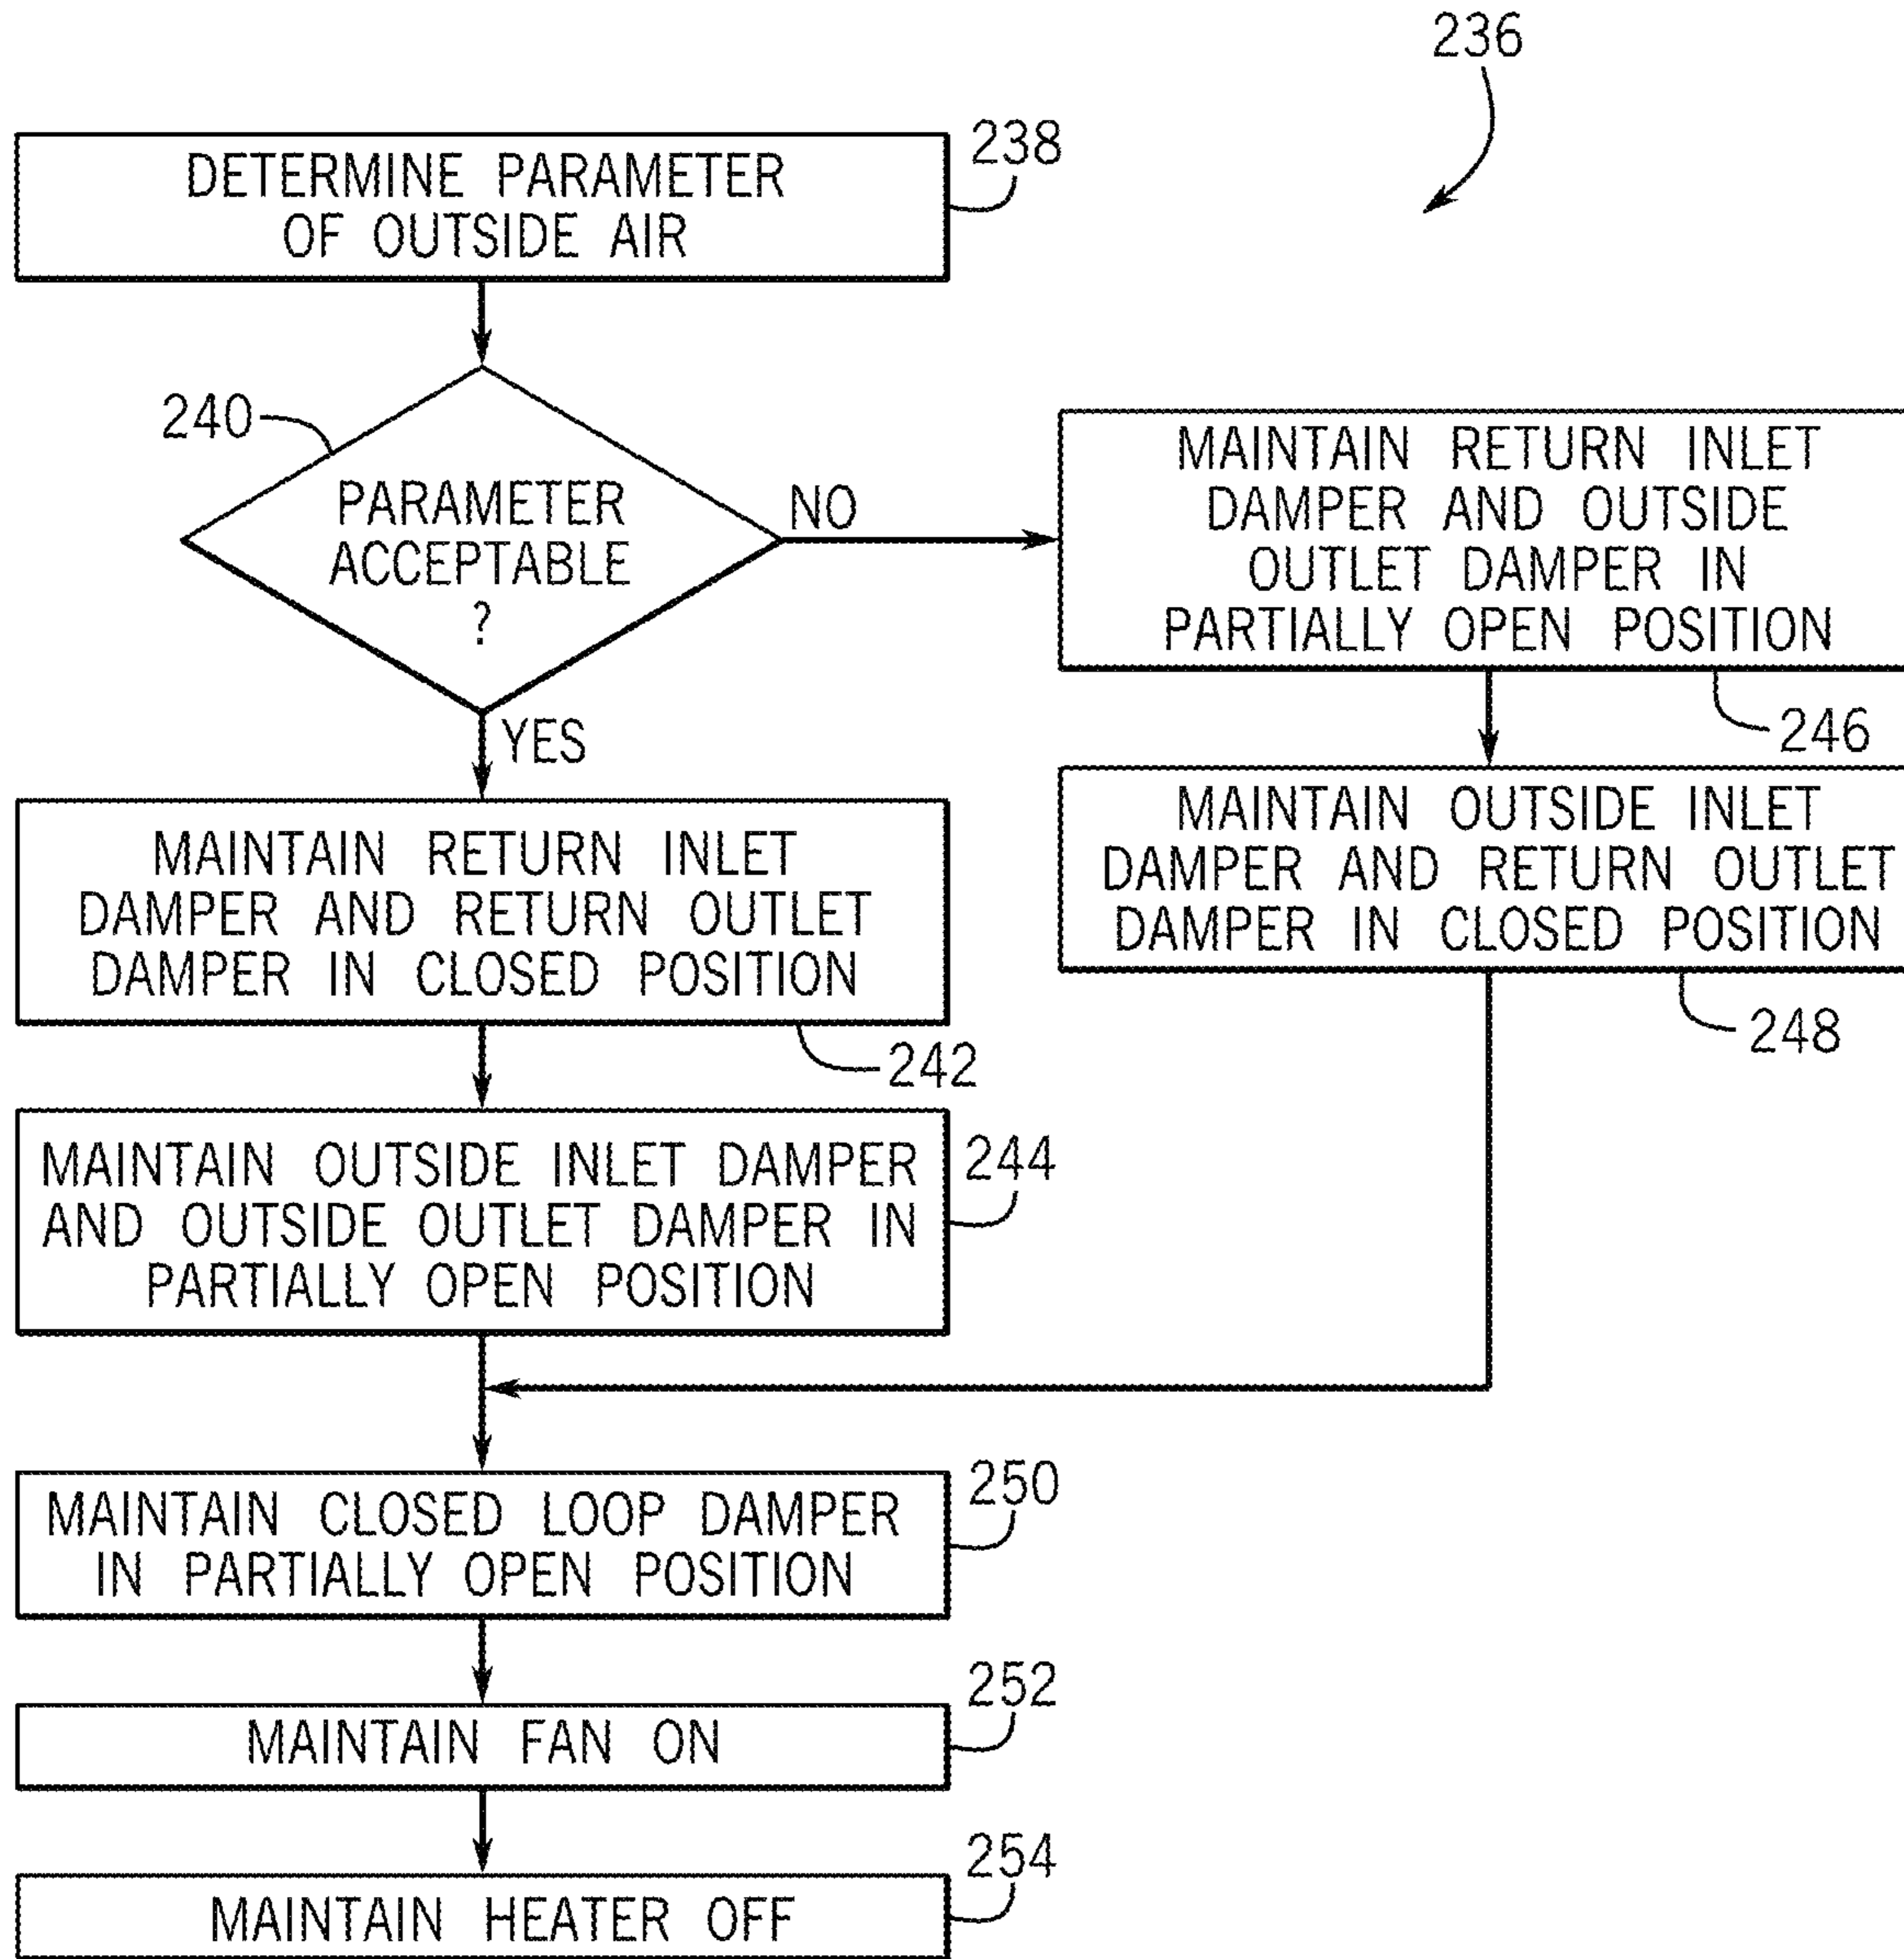 236
238
DETERMINE PARAMETER
OF OUTSIDE AIR
240
PARAMETER
ACCEPTABLE
?
NO
YES
MAINTAIN RETURN INLET
DAMPER AND OUTSIDE
OUTLET DAMPER IN
PARTIALLY OPEN POSITION
246
MAINTAIN OUTSIDE INLET
DAMPER AND RETURN OUTLET
DAMPER IN CLOSED POSITION
248
MAINTAIN RETURN INLET
DAMPER AND RETURN OUTLET
DAMPER IN CLOSED POSITION
242
MAINTAIN OUTSIDE INLET DAMPER
AND OUTSIDE OUTLET DAMPER IN
PARTIALLY OPEN POSITION
244
MAINTAIN CLOSED LOOP DAMPER
IN PARTIALLY OPEN POSITION
250
MAINTAIN FAN ON
252
MAINTAIN HEATER OFF
254